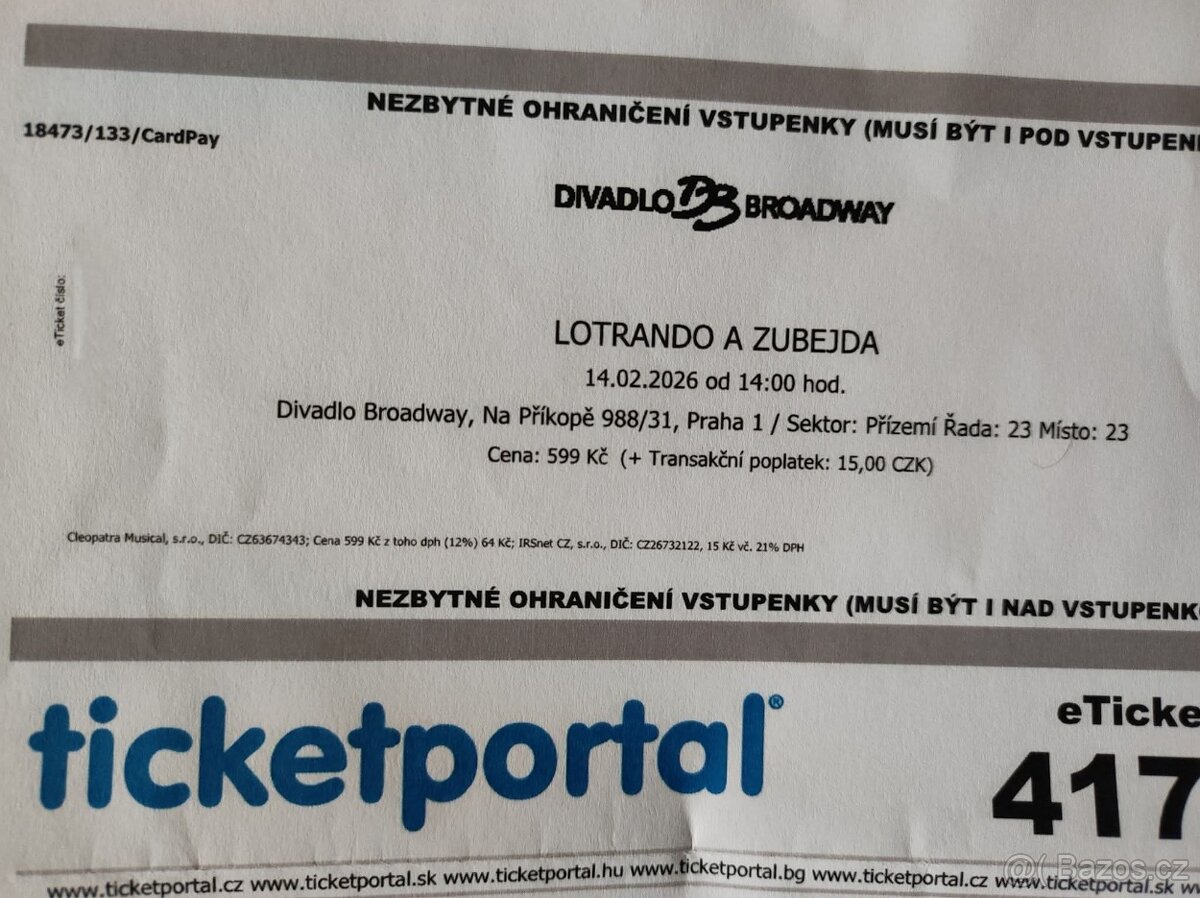 NEZBYTNÉ OHRANIČENÍ VSTUPENKY (MUSÍ BÝT I POD VSTUPEN
18473/133/CardPay
DIVADLO BROADWAY
eTicket číslo:
LOTRANDO A ZUBEJDA
14.02.2026 od 14:00 hod.
Divadlo Broadway, Na Příkopě 988/31, Praha 1 / Sektor: Přízemí Řada: 23 Místo: 23
Cena: 599 Kč (+ Transakční poplatek: 15,00 CZK)
Cleopatra Musical, s.r.o., DIČ: CZ63674343; Cena 599 Kč z toho dph (12%) 64 Kč; IRSnet CZ, s.r.o., DIČ: CZ26732122, 15 Kč vč. 21% DPH
NEZBYTNÉ OHRANIČENÍ VSTUPENKY (MUSÍ BÝT I NAD VSTUPENK
ticketportal®
eTicke
417
www.ticketportal.cz www.ticketportal.sk www.ticketportal.hu www.ticketportal.bg www.ticketportal.cz www.ticketportal.sk
Bazos.cz